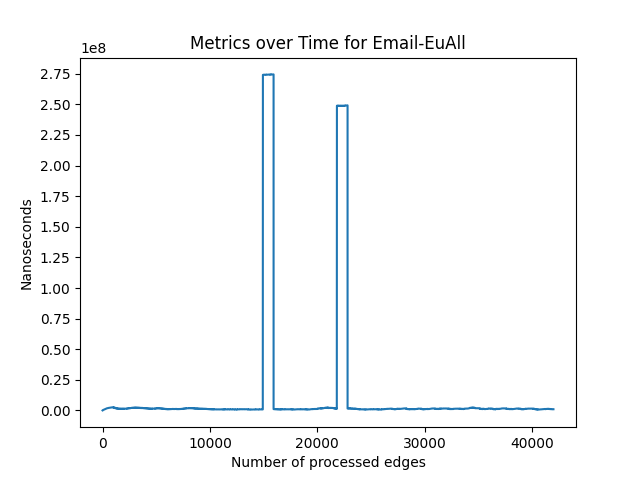 Metrics over Time for Email-EuAll
1e8
2.75
2.50
2.25
2.00
1.75
1.50
1.25
1.00
0.75
0.50
0.25
0.00
Nanoseconds
0 10000 20000 30000 40000
Number of processed edges